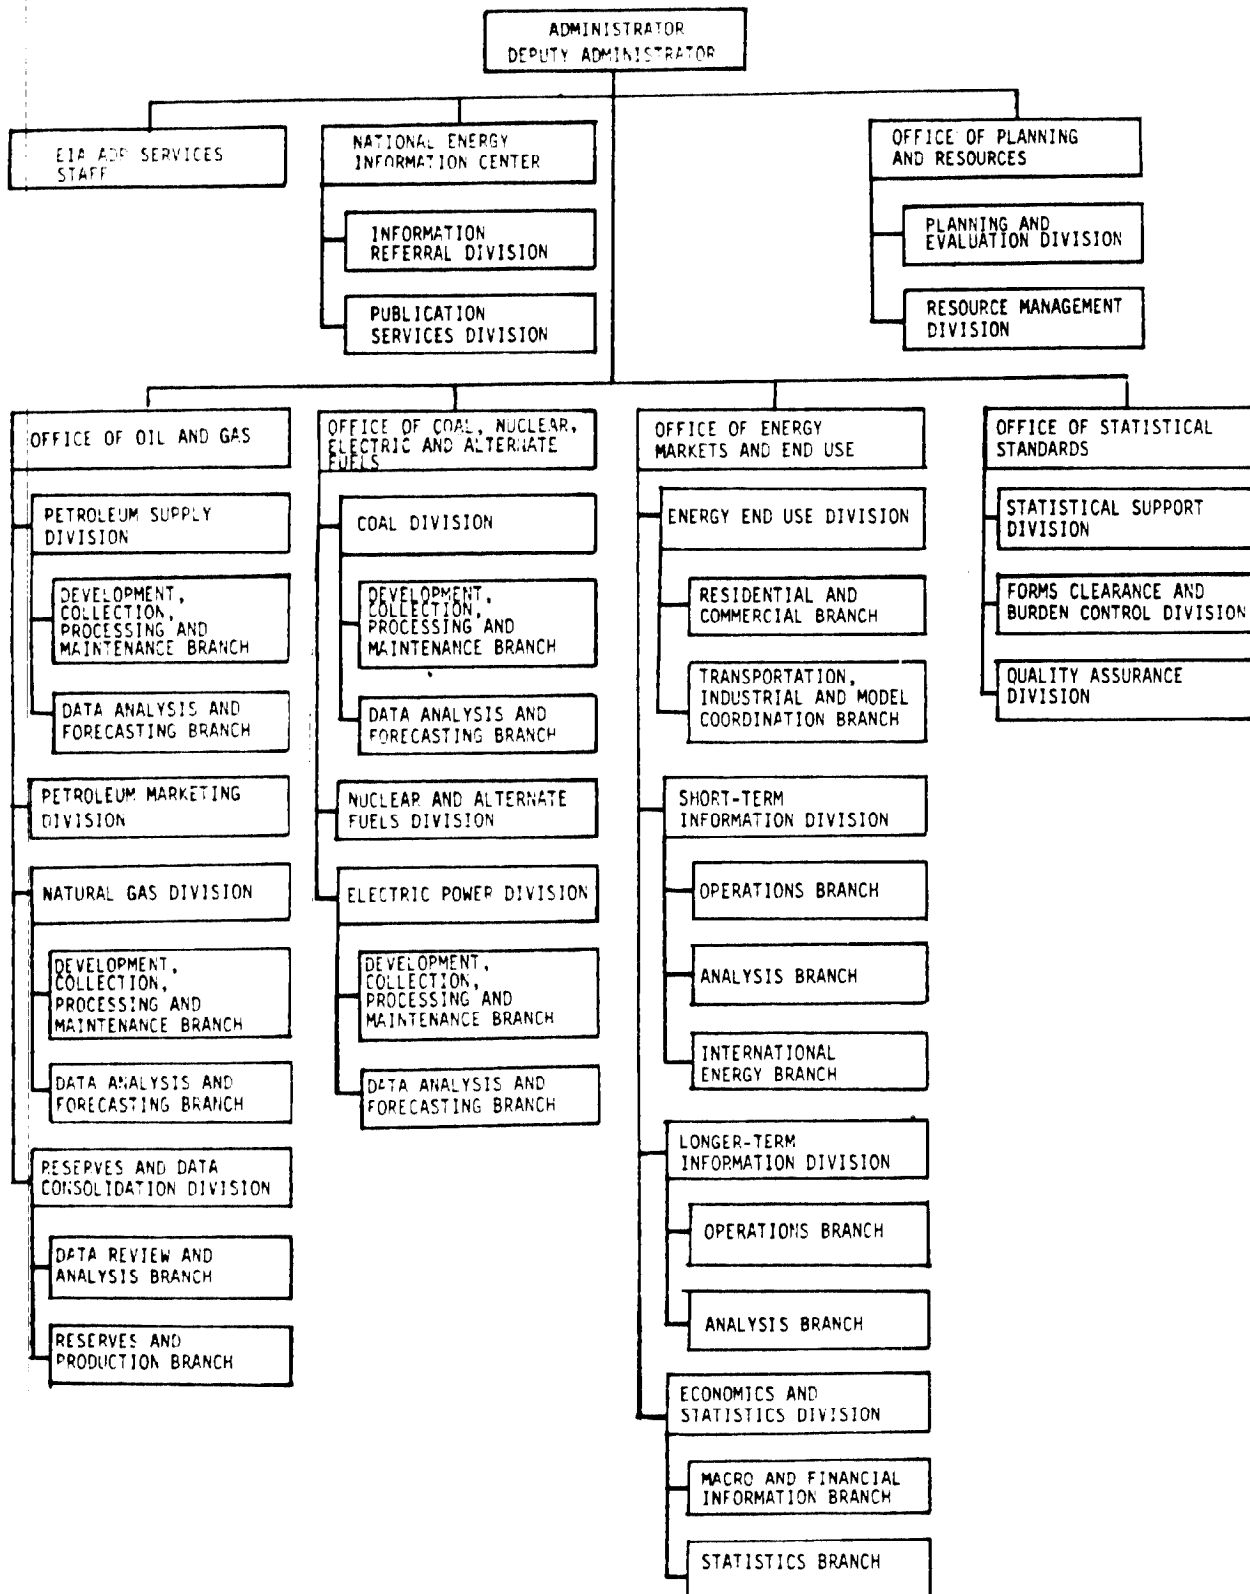 ADMINISTRATOR
DEPUTY ADMINISTRATOR
EIA ADP SERVICES
STAFF
NATIONAL ENERGY
INFORMATION CENTER
INFORMATION
REFERRAL DIVISION
PUBLICATION
SERVICES DIVISION
OFFICE OF PLANNING
AND RESOURCES
PLANNING AND
EVALUATION DIVISION
RESOURCE MANAGEMENT
DIVISION
OFFICE OF OIL AND GAS
PETROLEUM SUPPLY
DIVISION
DEVELOPMENT,
COLLECTION,
PROCESSING AND
MAINTENANCE BRANCH
DATA ANALYSIS AND
FORECASTING BRANCH
PETROLEUM MARKETING
DIVISION
NATURAL GAS DIVISION
DEVELOPMENT,
COLLECTION,
PROCESSING AND
MAINTENANCE BRANCH
DATA ANALYSIS AND
FORECASTING BRANCH
RESERVES AND DATA
CONSOLIDATION DIVISION
DATA REVIEW AND
ANALYSIS BRANCH
RESERVES AND
PRODUCTION BRANCH
OFFICE OF COAL, NUCLEAR,
ELECTRIC AND ALTERNATE
FUELS
COAL DIVISION
DEVELOPMENT,
COLLECTION,
PROCESSING AND
MAINTENANCE BRANCH
DATA ANALYSIS AND
FORECASTING BRANCH
NUCLEAR AND ALTERNATE
FUELS DIVISION
ELECTRIC POWER DIVISION
DEVELOPMENT,
COLLECTION,
PROCESSING AND
MAINTENANCE BRANCH
DATA ANALYSIS AND
FORECASTING BRANCH
OFFICE OF ENERGY
MARKETS AND END USE
ENERGY END USE DIVISION
RESIDENTIAL AND
COMMERCIAL BRANCH
TRANSPORTATION,
INDUSTRIAL AND MODEL
COORDINATION BRANCH
SHORT-TERM
INFORMATION DIVISION
OPERATIONS BRANCH
ANALYSIS BRANCH
INTERNATIONAL
ENERGY BRANCH
LONGER-TERM
INFORMATION DIVISION
OPERATIONS BRANCH
ANALYSIS BRANCH
ECONOMICS AND
STATISTICS DIVISION
MACRO AND FINANCIAL
INFORMATION BRANCH
STATISTICS BRANCH
OFFICE OF STATISTICAL
STANDARDS
STATISTICAL SUPPORT
DIVISION
FORMS CLEARANCE AND
BURDEN CONTROL DIVISION
QUALITY ASSURANCE
DIVISION